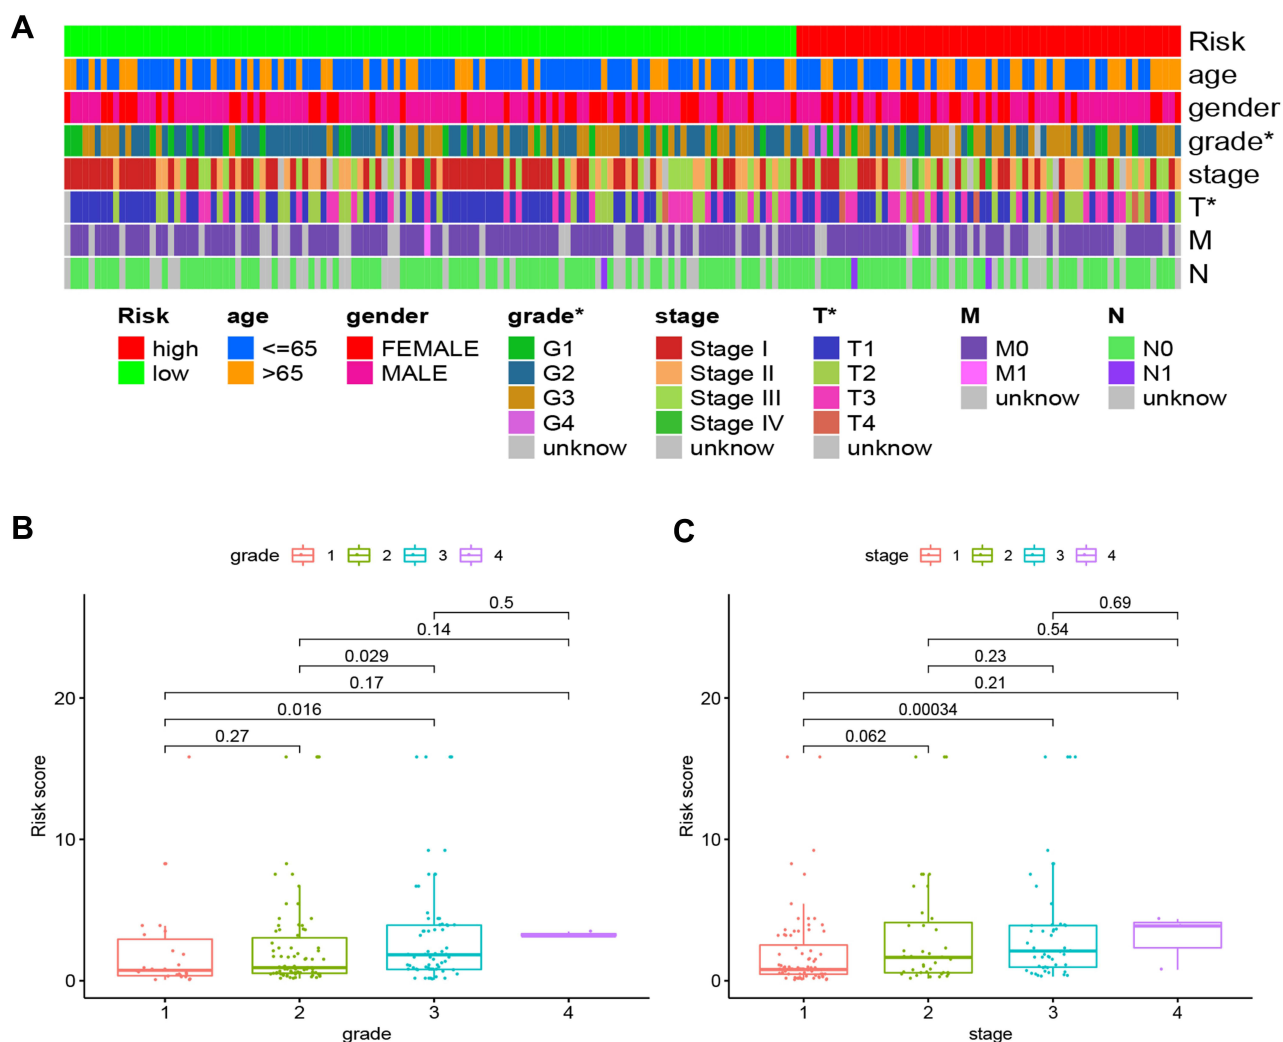 A
Risk
age
gender
grade*
stage
T*
M
N
Risk age gender grade* stage T* M N
high <=65 FEMALE G1 Stage I T1 M0 N0
low >65 MALE G2 Stage II T2 M1 N1
G3 Stage III T3 unknow unknow
G4 Stage IV T4
unknow unknow unknow
B
grade 1 2 3 4
0.5
0.14
0.029
0.17
0.016
0.27
20
10
0
Risk score
1 2 3 4
grade
C
stage 1 2 3 4
0.69
0.54
0.23
0.21
0.00034
0.062
20
10
0
Risk score
1 2 3 4
stage